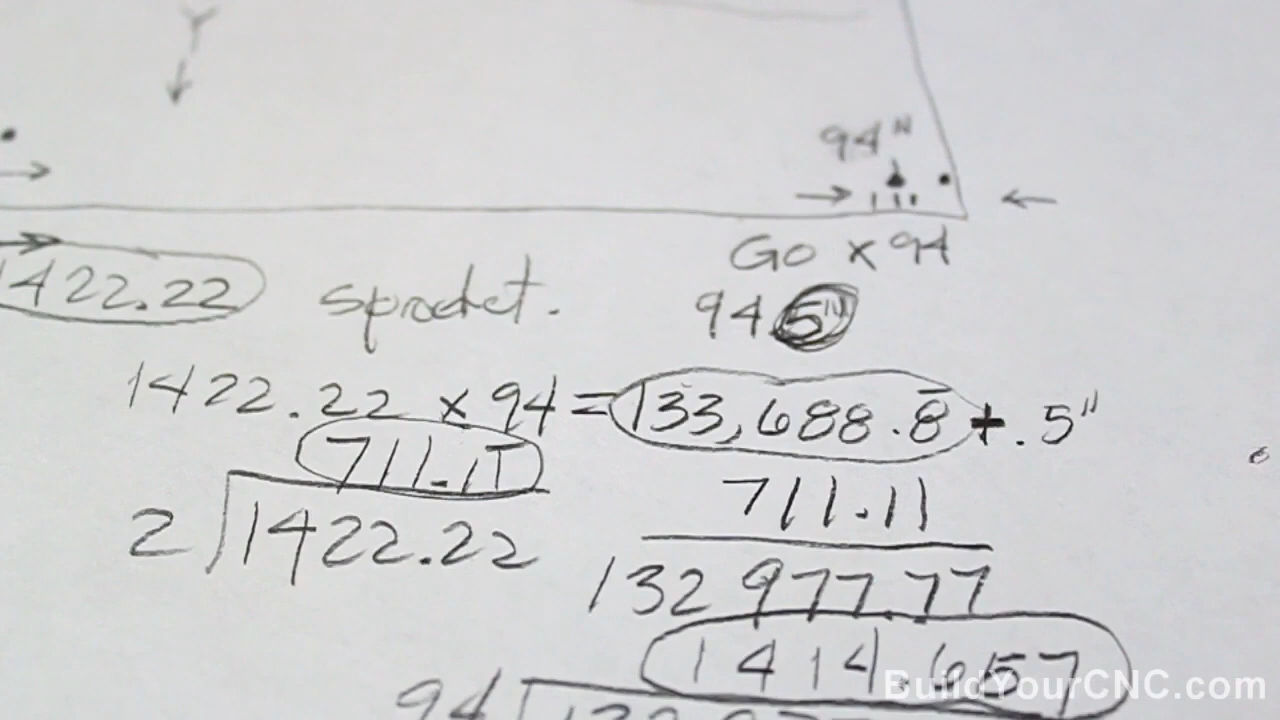 Y
94"
Go x 94
94.5"
1422.22 sprocket.
1422.22 x 94 = 133,688.8 + .5"
711.11
711.11
2 1422.22
132 977.77
1414.657
94
BuildYourCNC.com